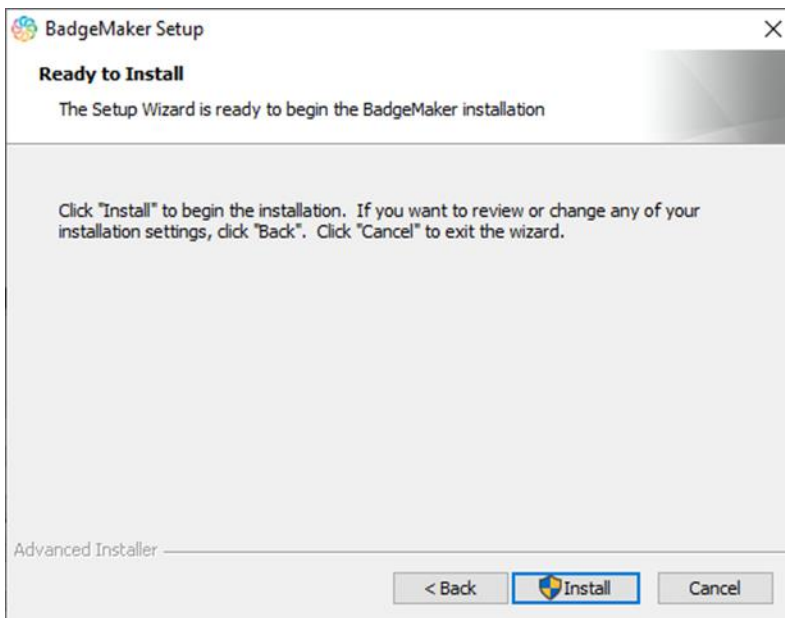 BadgeMaker Setup
Ready to Install
The Setup Wizard is ready to begin the BadgeMaker installation
Click "Install" to begin the installation.  If you want to review or change any of your
installation settings, click "Back".  Click "Cancel" to exit the wizard.
Advanced Installer
< Back
Install
Cancel